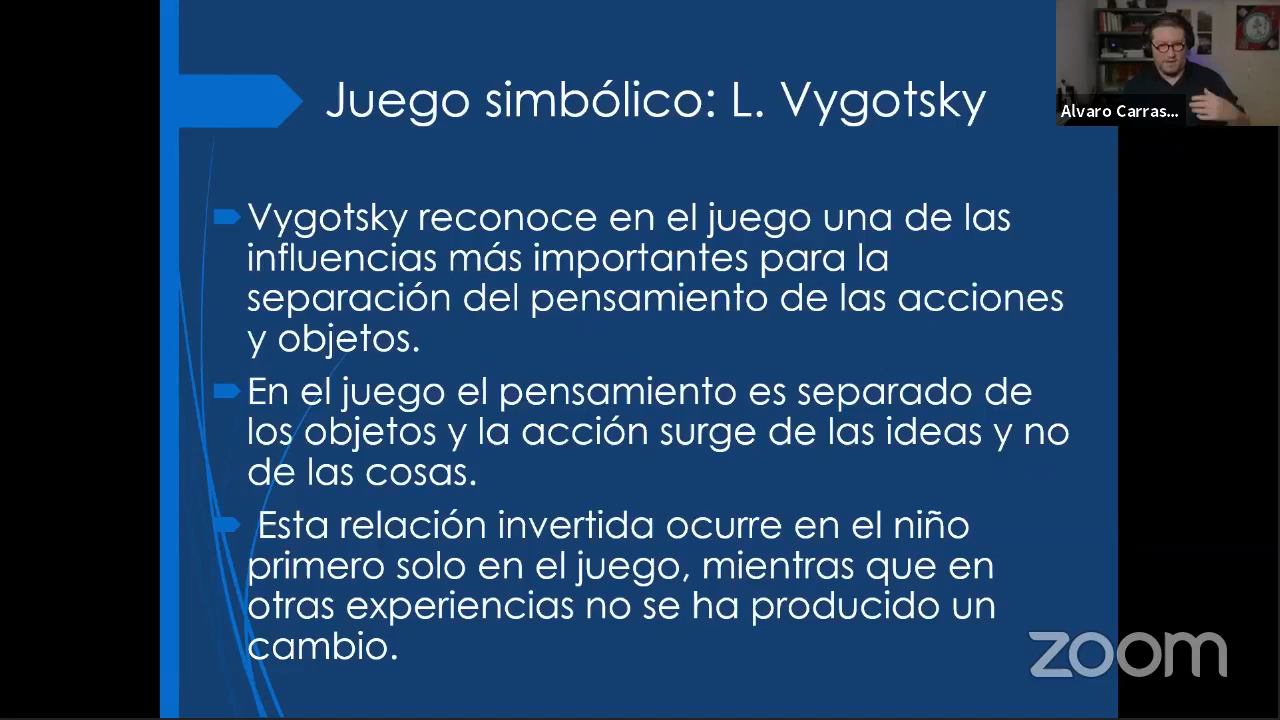 Juego simbólico: L. Vygotsky
Alvaro Carras...
Vygotsky reconoce en el juego una de las
influencias más importantes para la
separación del pensamiento de las acciones
y objetos.
En el juego el pensamiento es separado de
los objetos y la acción surge de las ideas y no
de las cosas.
Esta relación invertida ocurre en el niño
primero solo en el juego, mientras que en
otras experiencias no se ha producido un
cambio.
zoom